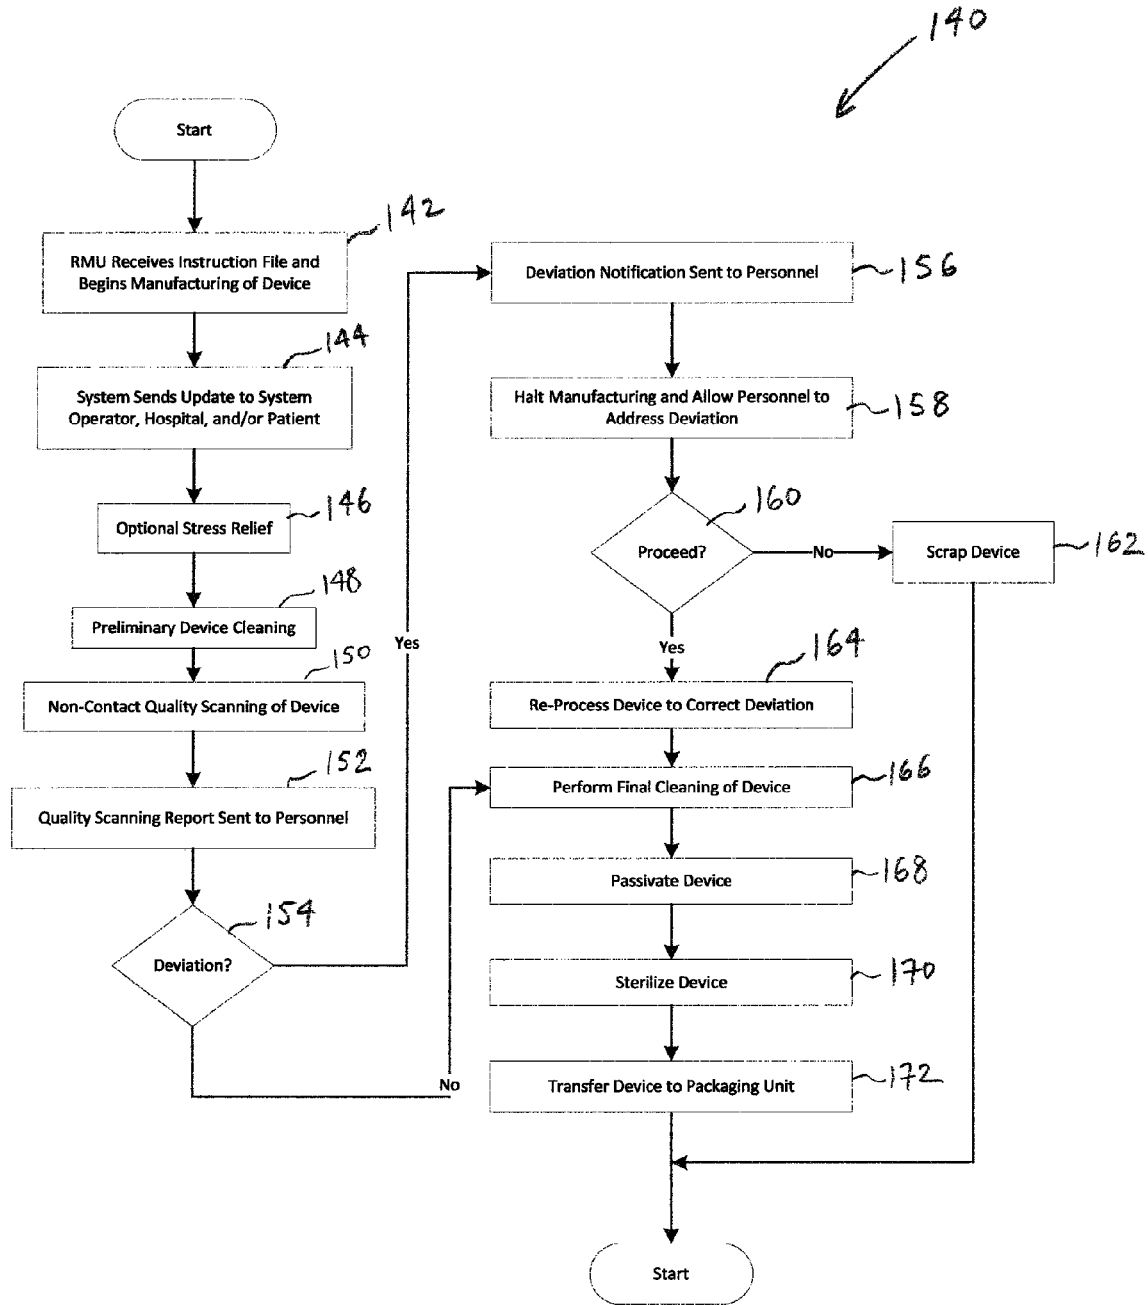 140
Start
142
RMU Receives Instruction File and
Begins Manufacturing of Device
144
System Sends Update to System
Operator, Hospital, and/or Patient
146
Optional Stress Relief
148
Preliminary Device Cleaning
150
Non-Contact Quality Scanning of Device
152
Quality Scanning Report Sent to Personnel
154
Deviation?
Yes
No
Deviation Notification Sent to Personnel
156
Halt Manufacturing and Allow Personnel to
Address Deviation
158
160
Proceed?
No
Scrap Device
162
Yes
164
Re-Process Device to Correct Deviation
Perform Final Cleaning of Device
166
Passivate Device
168
Sterilize Device
170
Transfer Device to Packaging Unit
172
Start